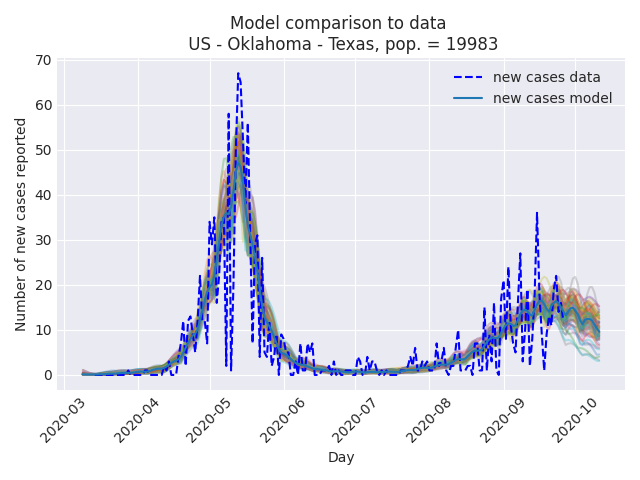 Model comparison to data
US - Oklahoma - Texas, pop. = 19983
new cases data
new cases model
Number of new cases reported
70
60
50
40
30
20
10
0
2020-03
2020-04
2020-05
2020-06
2020-07
2020-08
2020-09
2020-10
Day